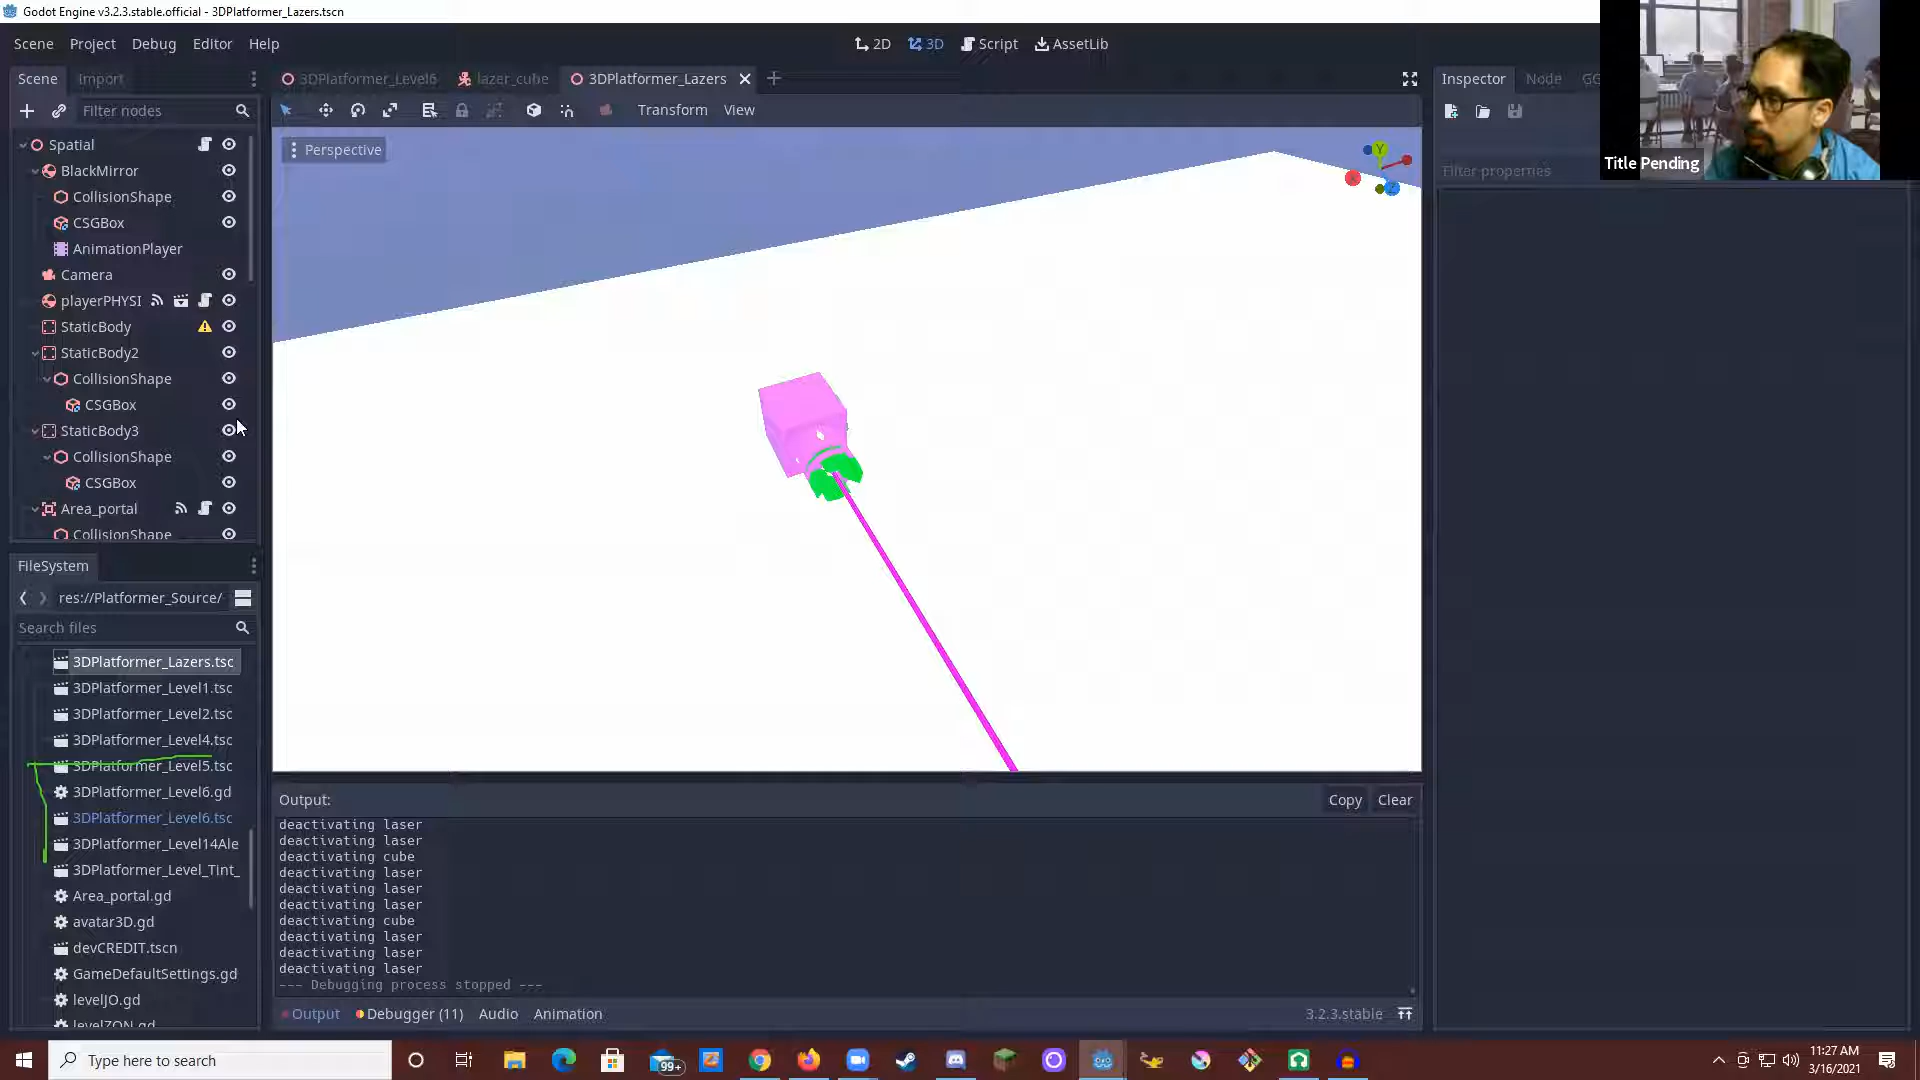 Godot Engine v3.2.3.stable.official - 3DPlatformer_Lazers.tscn
Scene Project Debug Editor Help
2D 3D Script AssetLib
Scene Import
3DPlatformer_Level6 lazer_cube 3DPlatformer_Lazers
Inspector Node
Filter nodes
Transform View
Perspective
Y
Title Pending
Filter properties
Spatial
BlackMirror
CollisionShape
CSGBox
AnimationPlayer
Camera
playerPHYSI
StaticBody
StaticBody2
CollisionShape
CSGBox
StaticBody3
CollisionShape
CSGBox
Area_portal
CollisionShape
FileSystem
res://Platformer_Source/
Search files
3DPlatformer_Lazers.tsc
3DPlatformer_Level1.tsc
3DPlatformer_Level2.tsc
3DPlatformer_Level4.tsc
3DPlatformer_Level5.tsc
3DPlatformer_Level6.gd
3DPlatformer_Level6.tsc
3DPlatformer_Level14Ale
3DPlatformer_Level_Tint_
Area_portal.gd
avatar3D.gd
devCREDIT.tscn
GameDefaultSettings.gd
levelJO.gd
levelZON.gd
Output:
Copy Clear
deactivating laser
deactivating laser
deactivating cube
deactivating laser
deactivating laser
deactivating laser
deactivating cube
deactivating laser
deactivating laser
deactivating laser
--- Debugging process stopped ---
Output Debugger (11) Audio Animation
3.2.3.stable
Type here to search
99+
11:27 AM
3/16/2021